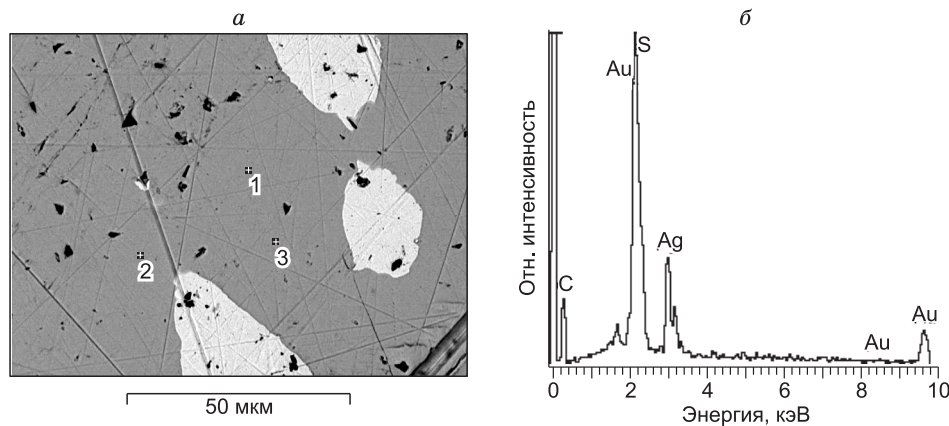 а
1
2
3
50 мкм
б
Отн. интенсивность
Au
S
Ag
C
Au
Au
0 2 4 6 8 10
Энергия, кэВ